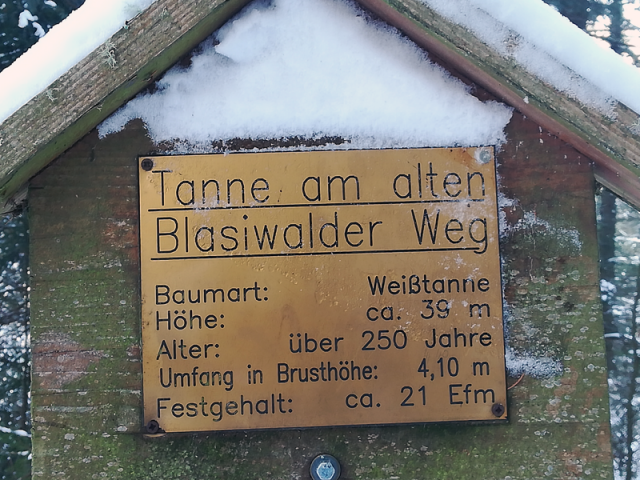 Tanne am alten
Blasiwalder Weg
Baumart: Weißtanne
Höhe: ca. 39 m
Alter: über 250 Jahre
Umfang in Brusthöhe: 4,10 m
Festgehalt: ca. 21 Efm